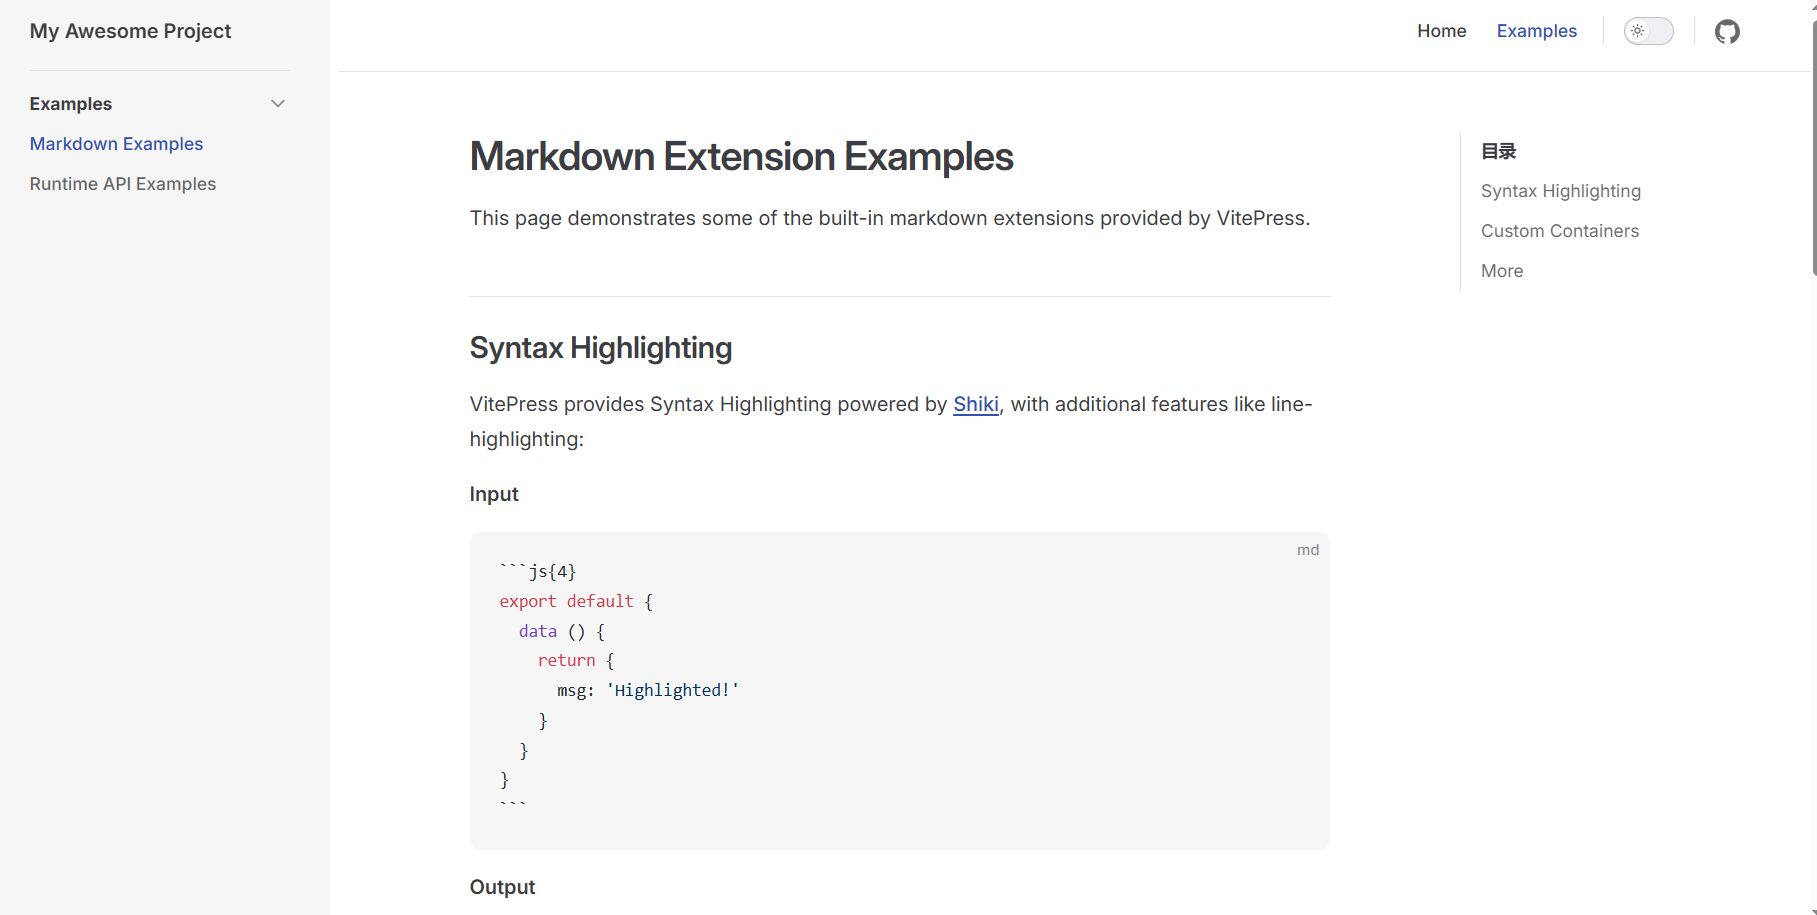 My Awesome Project
Home
Examples
Examples
Markdown Examples
Runtime API Examples
Markdown Extension Examples
This page demonstrates some of the built-in markdown extensions provided by VitePress.
Syntax Highlighting
VitePress provides Syntax Highlighting powered by Shiki, with additional features like line-
highlighting:
Input
md
```js{4}
export default {
  data () {
    return {
      msg: 'Highlighted!'
    }
  }
}
```
Output
目录
Syntax Highlighting
Custom Containers
More